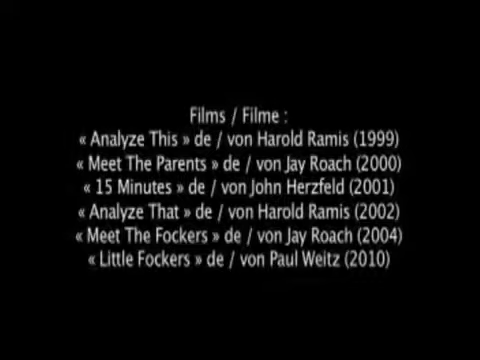 Films / Filme :
« Analyze This » de / von Harold Ramis (1999)
« Meet The Parents » de / von Jay Roach (2000)
« 15 Minutes » de / von John Herzfeld (2001)
« Analyze That » de / von Harold Ramis (2002)
« Meet The Fockers » de / von Jay Roach (2004)
« Little Fockers » de / von Paul Weitz (2010)